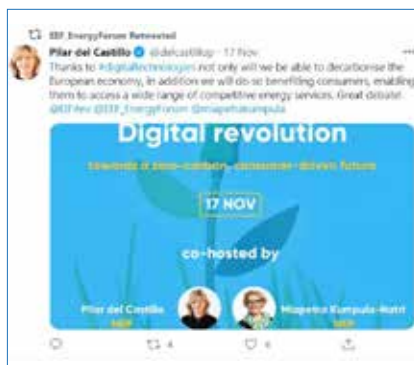 EEF_EnergyForum Retweeted
Pilar del Castillo @delcastillop · 17 Nov
Thanks to #digitaltechnologies not only will we be able to decarbonise the
European economy, in addition we will do so benefiting consumers, enabling
them to access a wide range of competitive energy services. Great debate!
@EEF_EnergyForum @miapetrakumpula
Digital revolution
towards a zero-carbon, consumer-driven future
17 NOV
co-hosted by
Pilar del Castillo
MEP
Miapetra Kumpula-Natri
MEP
4
6